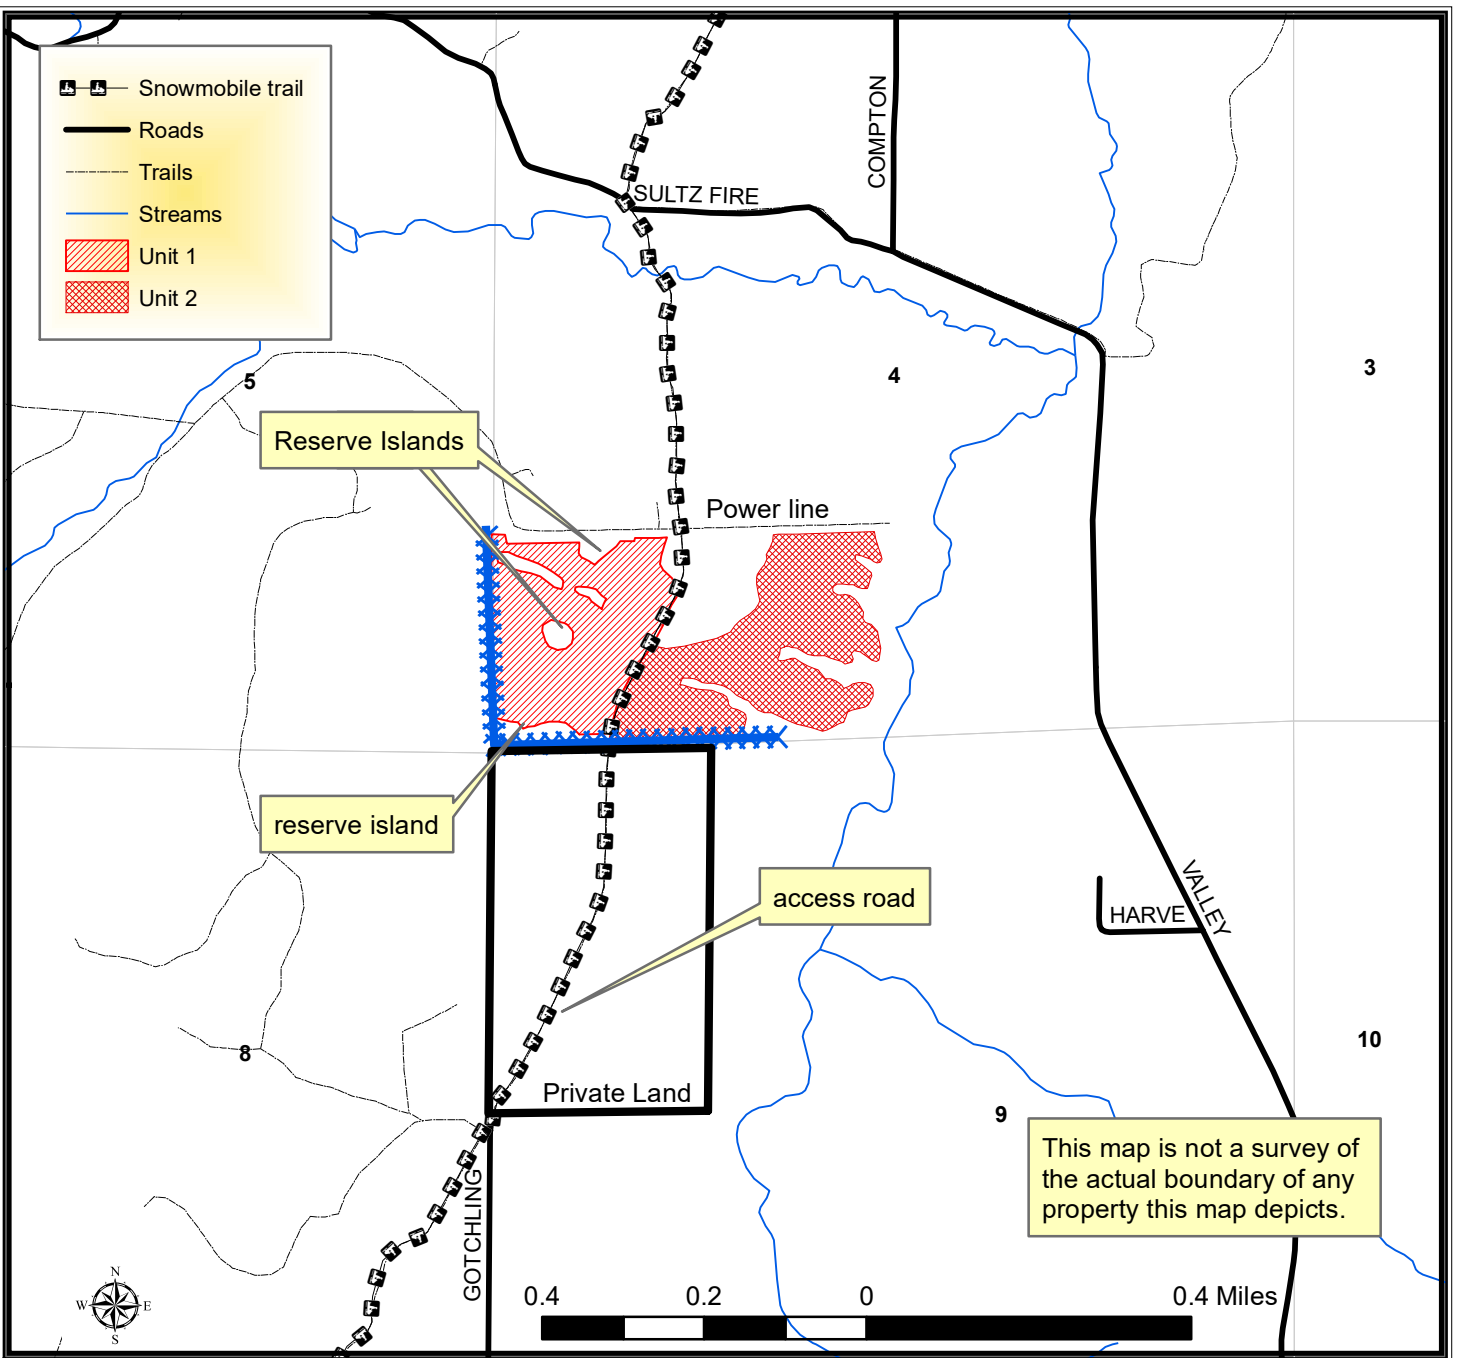 Snowmobile trail
Roads
Trails
Streams
Unit 1
Unit 2
COMPTON
SULTZ FIRE
5
4
3
Reserve Islands
Power line
reserve island
access road
VALLEY
HARVE
8
Private Land
10
9
This map is not a survey of
the actual boundary of any
property this map depicts.
GOTCHLING
N
W E
S
0.4 0.2 0 0.4 Miles